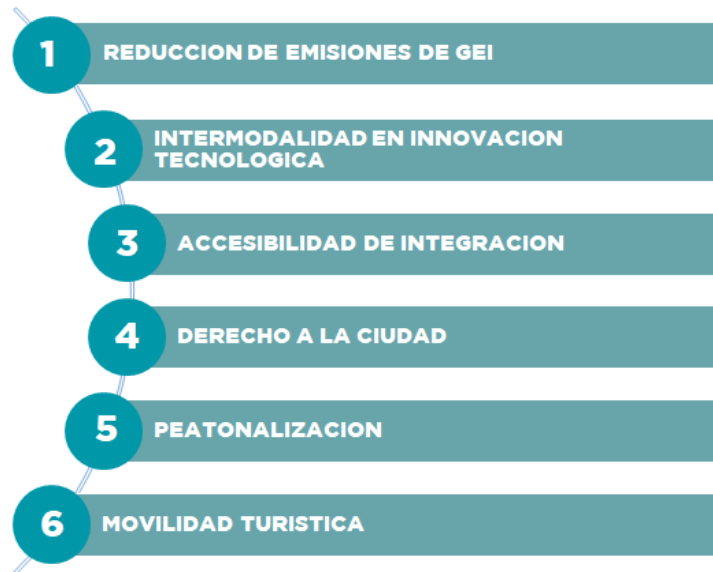 1 REDUCCION DE EMISIONES DE GEI
2 INTERMODALIDAD EN INNOVACION
TECNOLOGICA
3 ACCESIBILIDAD DE INTEGRACION
4 DERECHO A LA CIUDAD
5 PEATONALIZACION
6 MOVILIDAD TURISTICA